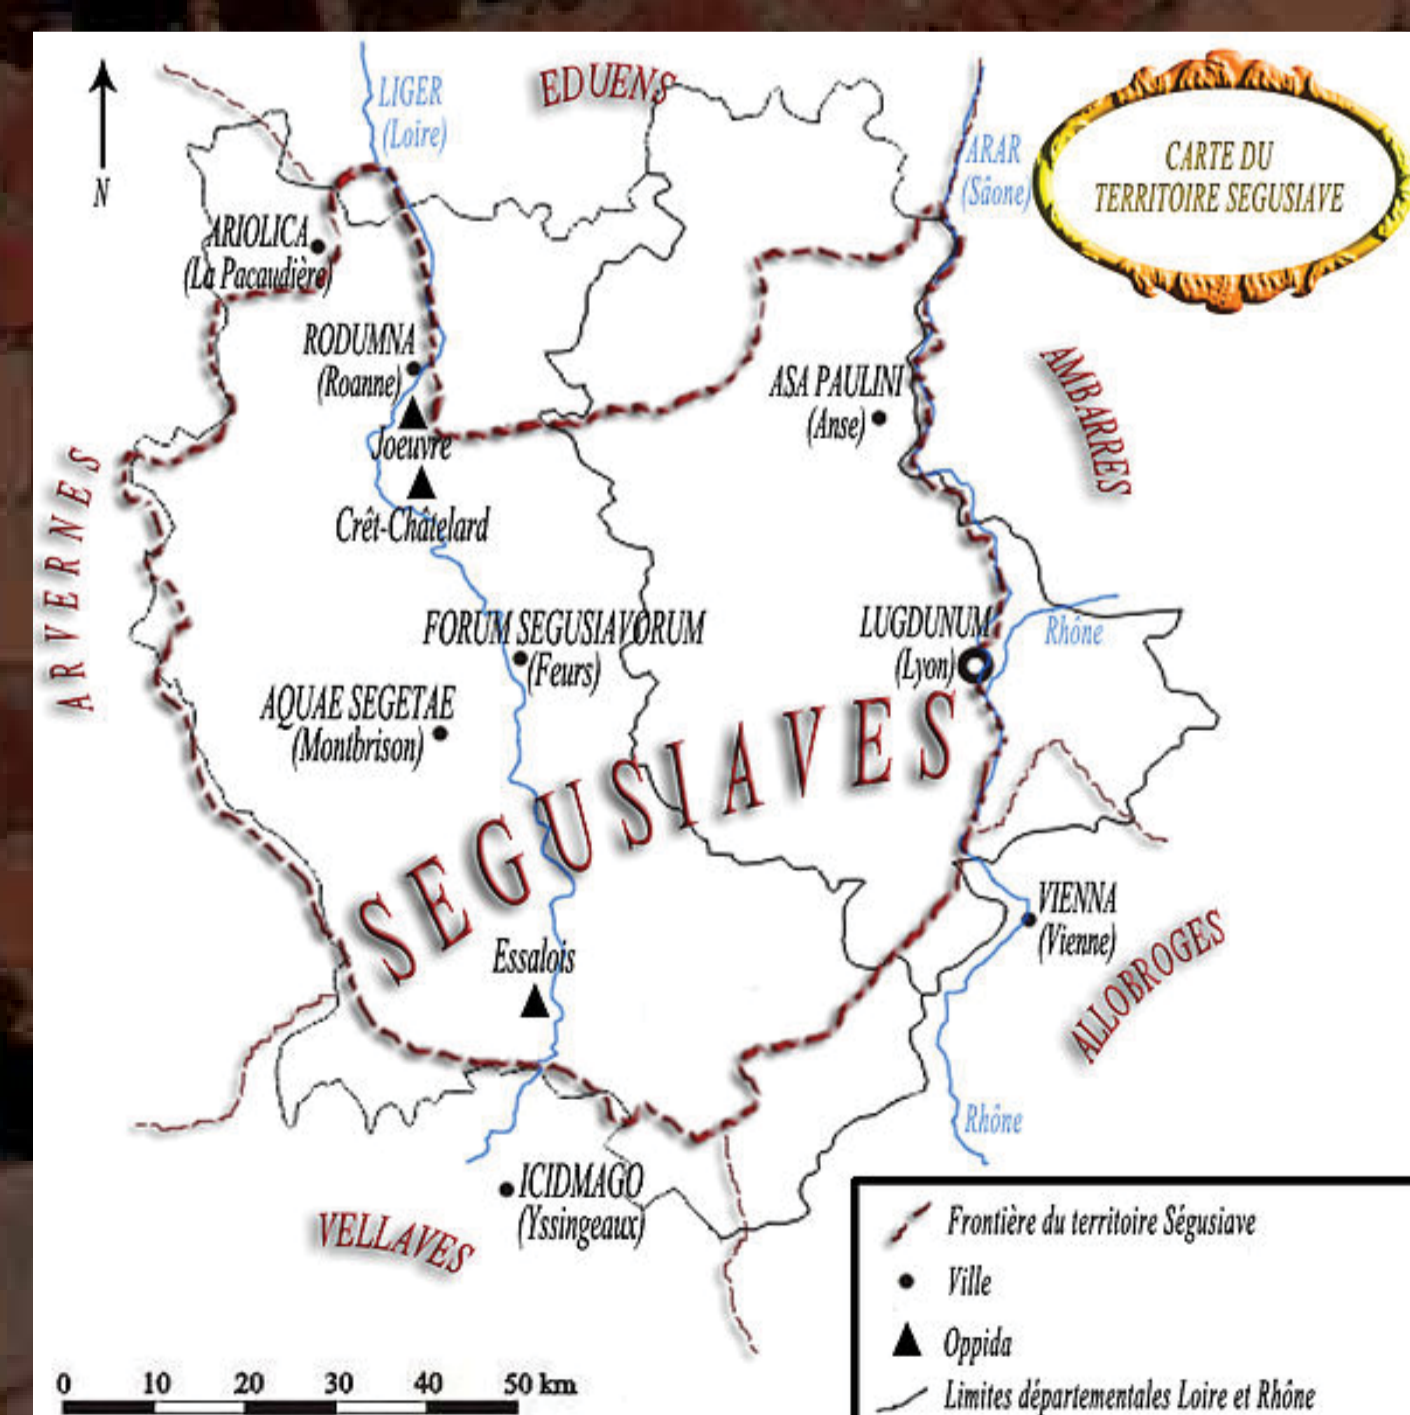 CARTE DU
TERRITOIRE SEGUSIAVE
N
LIGER
(Loire)
EDUENS
ARAR
(Sâone)
ARIOLICA
(La Pacaudière)
RODUMNA
(Roanne)
Joeuvre
Crêt-Châtelard
ASA PAULINI
(Anse)
AMBARRES
ARVERNES
FORUM SEGUSIAVORUM
(Feurs)
LUGDUNUM
(Lyon)
Rhône
AQUAE SEGETAE
(Montbrison)
SEGUSIAVES
Essalois
VIENNA
(Vienne)
ALLOBROGES
Rhône
ICIDMAGO
(Yssingeaux)
VELLAVES
Frontière du territoire Ségusiave
Ville
Oppida
Limites départementales Loire et Rhône
0 10 20 30 40 50 km